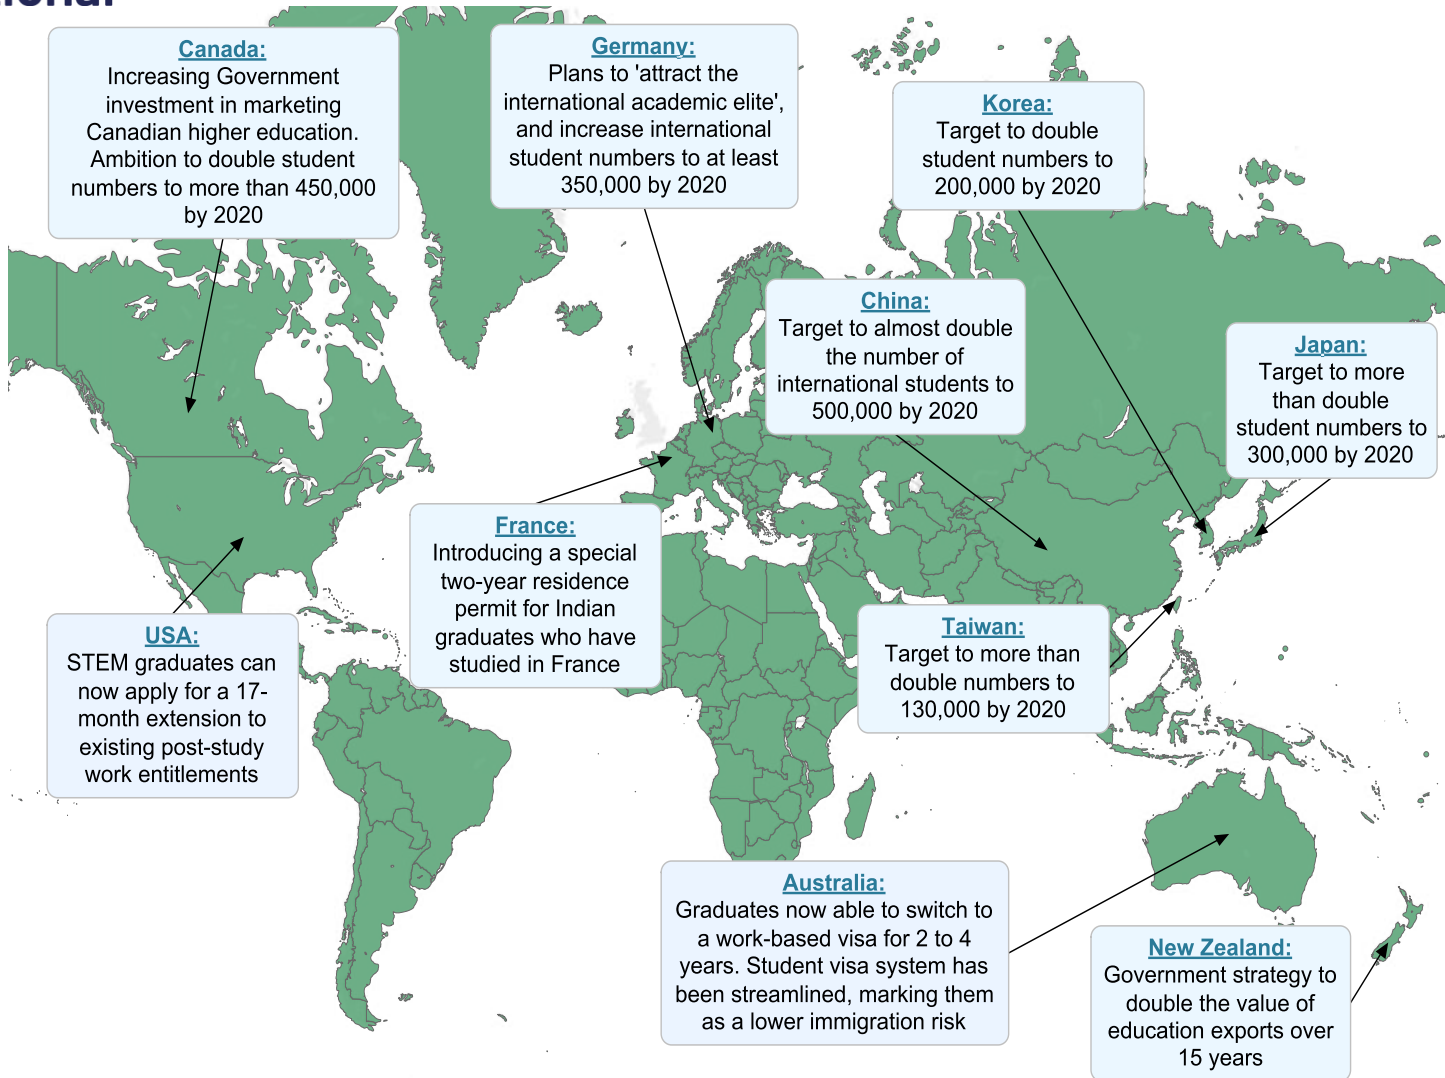 Canada:
Increasing Government
investment in marketing
Canadian higher education.
Ambition to double student
numbers to more than 450,000
by 2020
Germany:
Plans to 'attract the
international academic elite',
and increase international
student numbers to at least
350,000 by 2020
Korea:
Target to double
student numbers to
200,000 by 2020
China:
Target to almost double
the number of
international students to
500,000 by 2020
Japan:
Target to more
than double
student numbers to
300,000 by 2020
France:
Introducing a special
two-year residence
permit for Indian
graduates who have
studied in France
USA:
STEM graduates can
now apply for a 17-
month extension to
existing post-study
work entitlements
Taiwan:
Target to more than
double numbers to
130,000 by 2020
Australia:
Graduates now able to switch to
a work-based visa for 2 to 4
years. Student visa system has
been streamlined, marking them
as a lower immigration risk
New Zealand:
Government strategy to
double the value of
education exports over
15 years